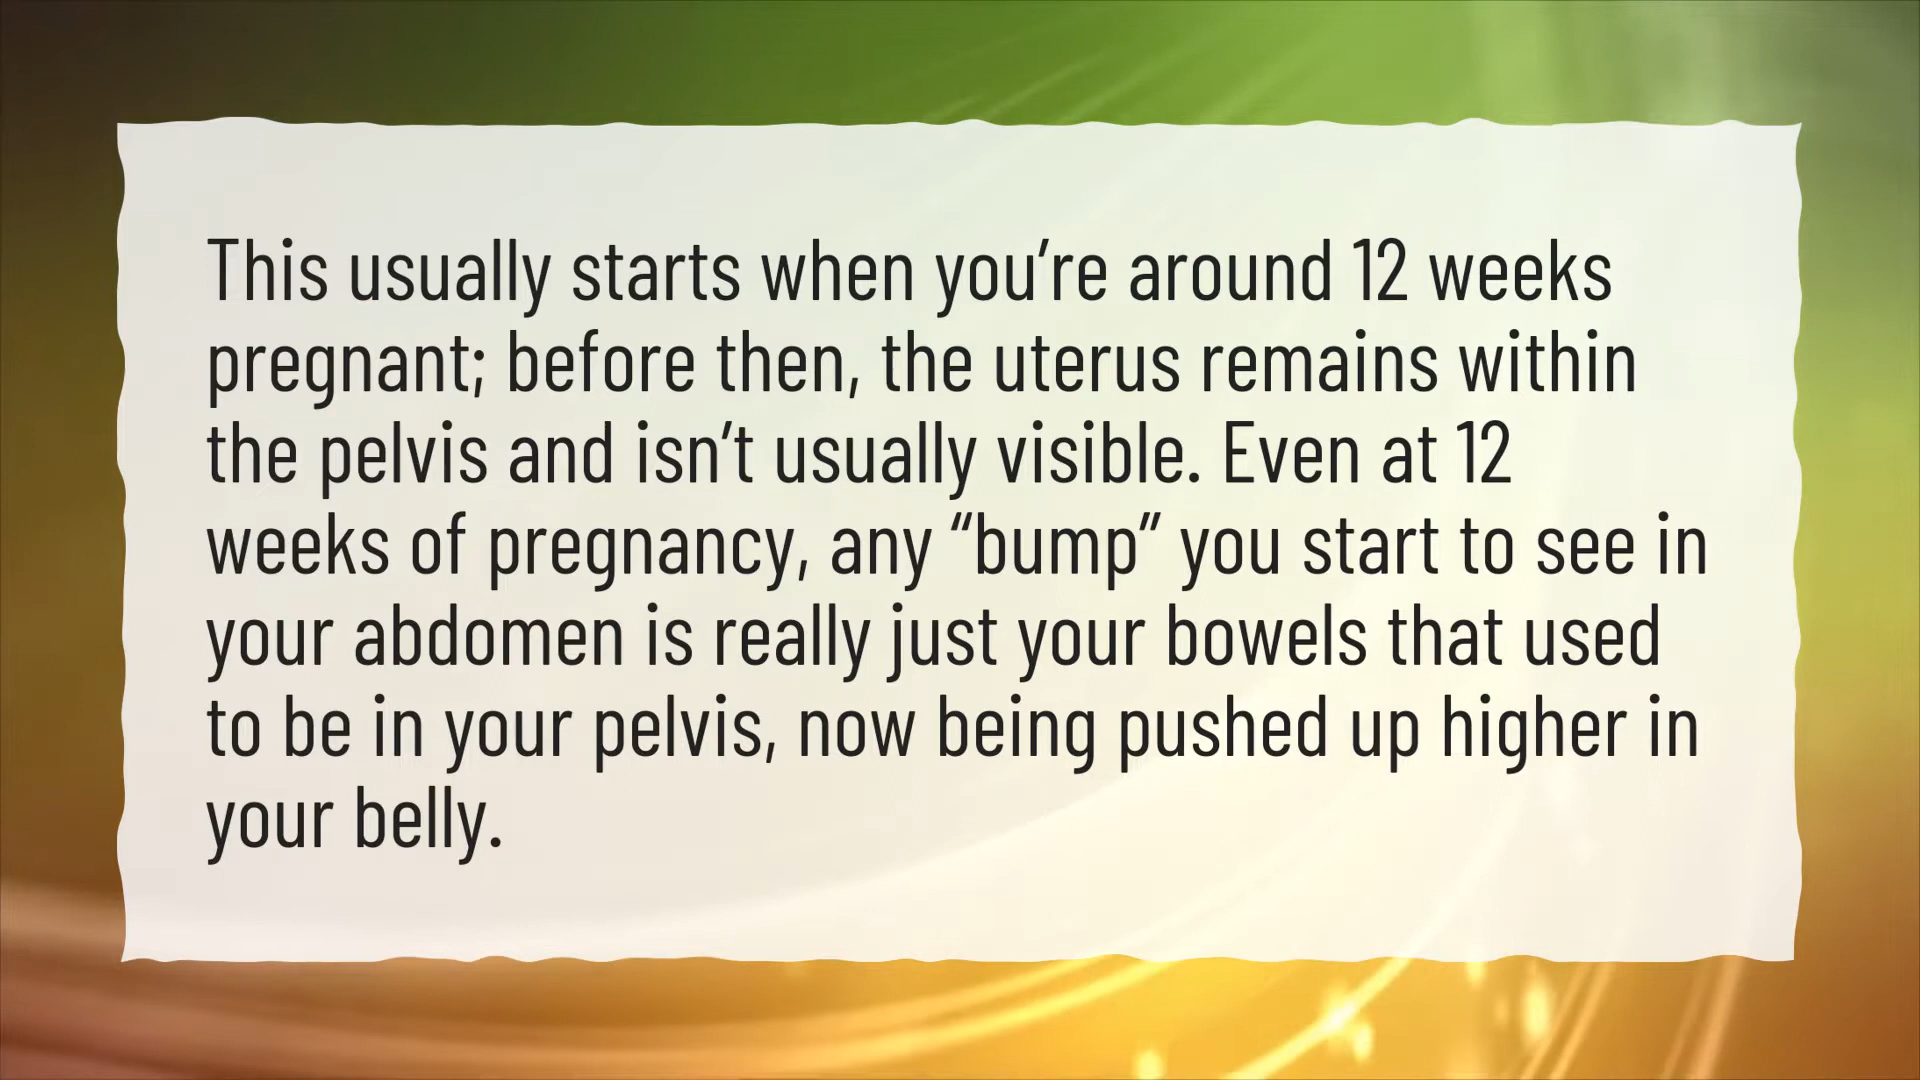 This usually starts when you’re around 12 weeks
pregnant; before then, the uterus remains within
the pelvis and isn’t usually visible. Even at 12
weeks of pregnancy, any “bump” you start to see in
your abdomen is really just your bowels that used
to be in your pelvis, now being pushed up higher in
your belly.